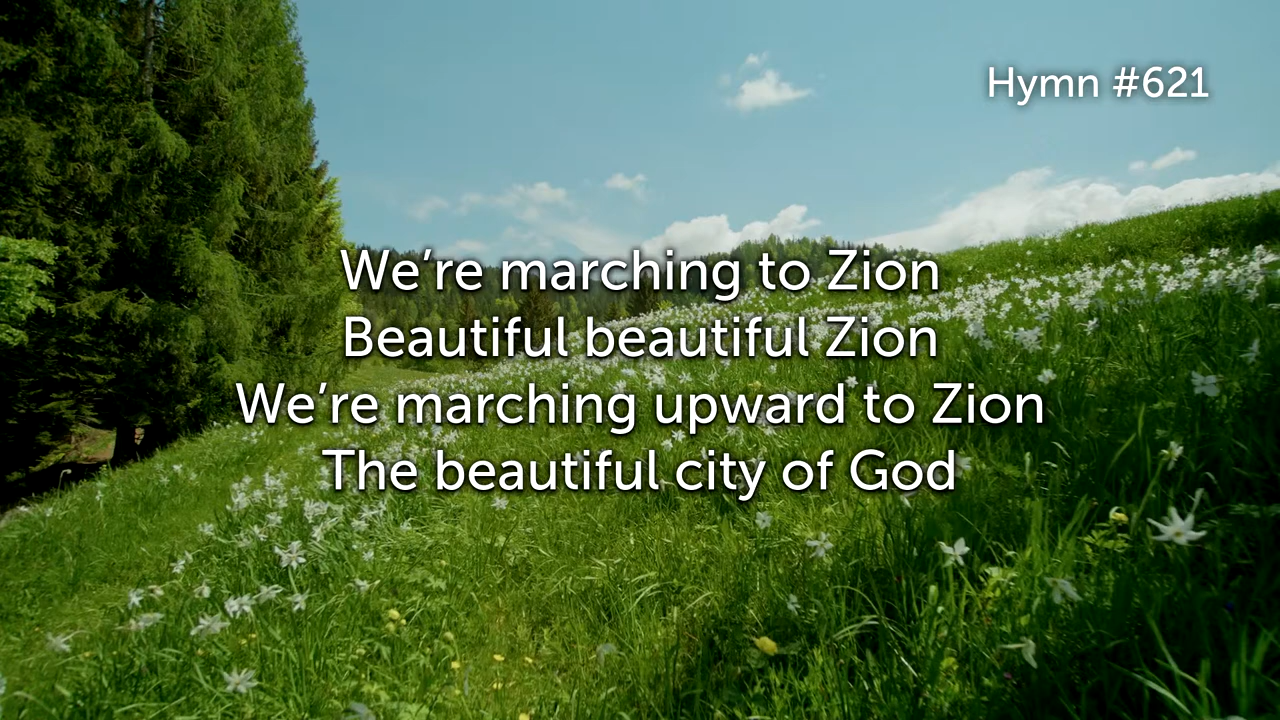 Hymn #621
We’re marching to Zion
Beautiful beautiful Zion
We’re marching upward to Zion
The beautiful city of God